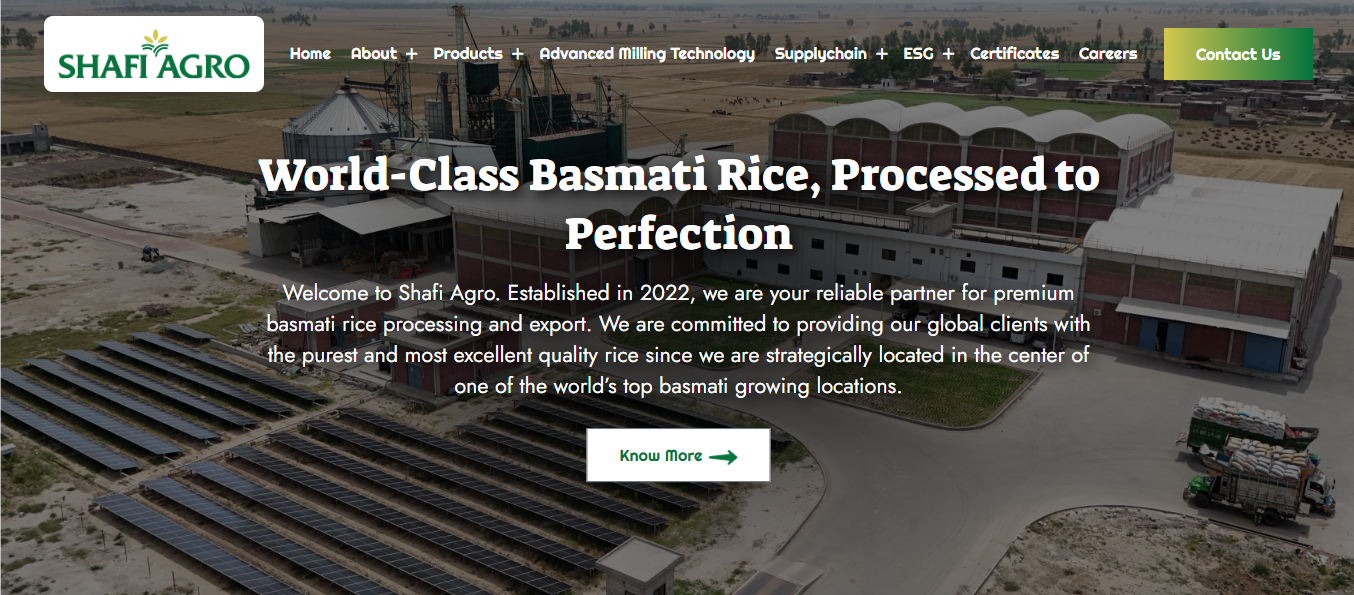 SHAFI AGRO
Home
About +
Products +
Advanced Milling Technology
Supplychain +
ESG +
Certificates
Careers
Contact Us
World-Class Basmati Rice, Processed to
Perfection
Welcome to Shafi Agro. Established in 2022, we are your reliable partner for premium
basmati rice processing and export. We are committed to providing our global clients with
the purest and most excellent quality rice since we are strategically located in the center of
one of the world’s top basmati growing locations.
Know More